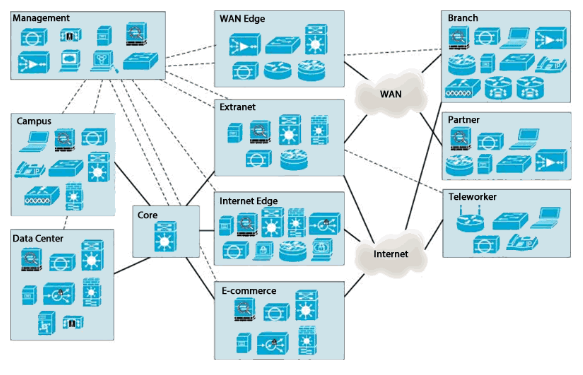 Management
WAN Edge
Branch
WAN
Extranet
Campus
Partner
Core
Internet Edge
Teleworker
Data Center
Internet
E-commerce